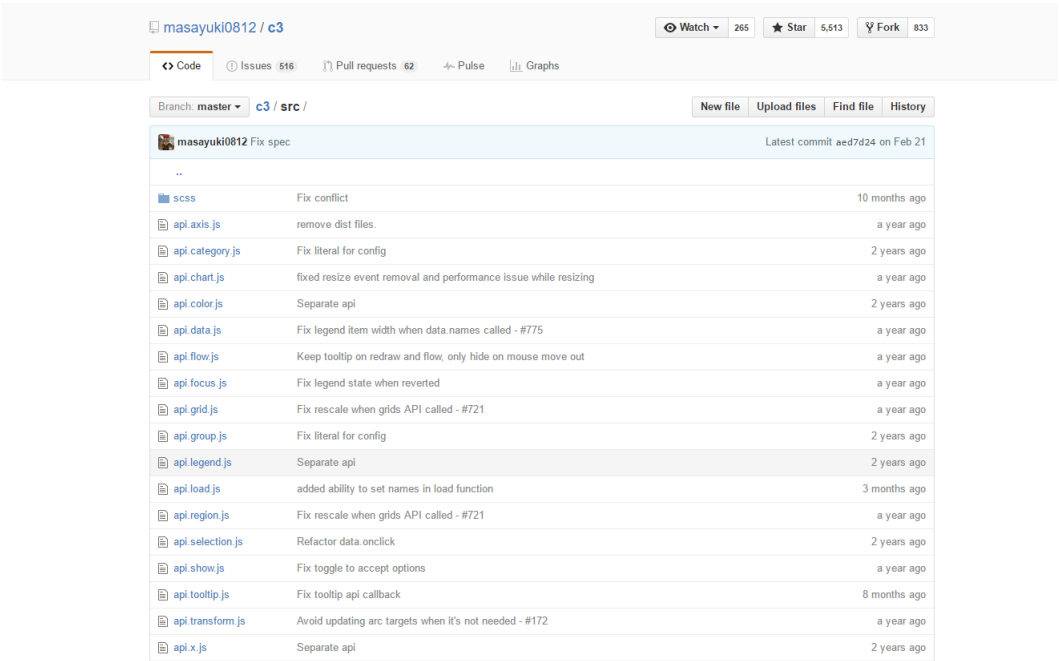 masayuki0812 / c3
Watch 265 Star 5,513 Fork 833
Code Issues 516 Pull requests 62 Pulse Graphs
Branch: master c3 / src / New file Upload files Find file History
masayuki0812 Fix spec Latest commit aed7d24 on Feb 21
..
scss Fix conflict 10 months ago
api.axis.js remove dist files. a year ago
api.category.js Fix literal for config 2 years ago
api.chart.js fixed resize event removal and performance issue while resizing a year ago
api.color.js Separate api 2 years ago
api.data.js Fix legend item width when data.names called - #775 a year ago
api.flow.js Keep tooltip on redraw and flow, only hide on mouse move out a year ago
api.focus.js Fix legend state when reverted a year ago
api.grid.js Fix rescale when grids API called - #721 a year ago
api.group.js Fix literal for config 2 years ago
api.legend.js Separate api 2 years ago
api.load.js added ability to set names in load function 3 months ago
api.region.js Fix rescale when grids API called - #721 a year ago
api.selection.js Refactor data.onclick 2 years ago
api.show.js Fix toggle to accept options a year ago
api.tooltip.js Fix tooltip api callback 8 months ago
api.transform.js Avoid updating arc targets when it's not needed - #172 a year ago
api.x.js Separate api 2 years ago